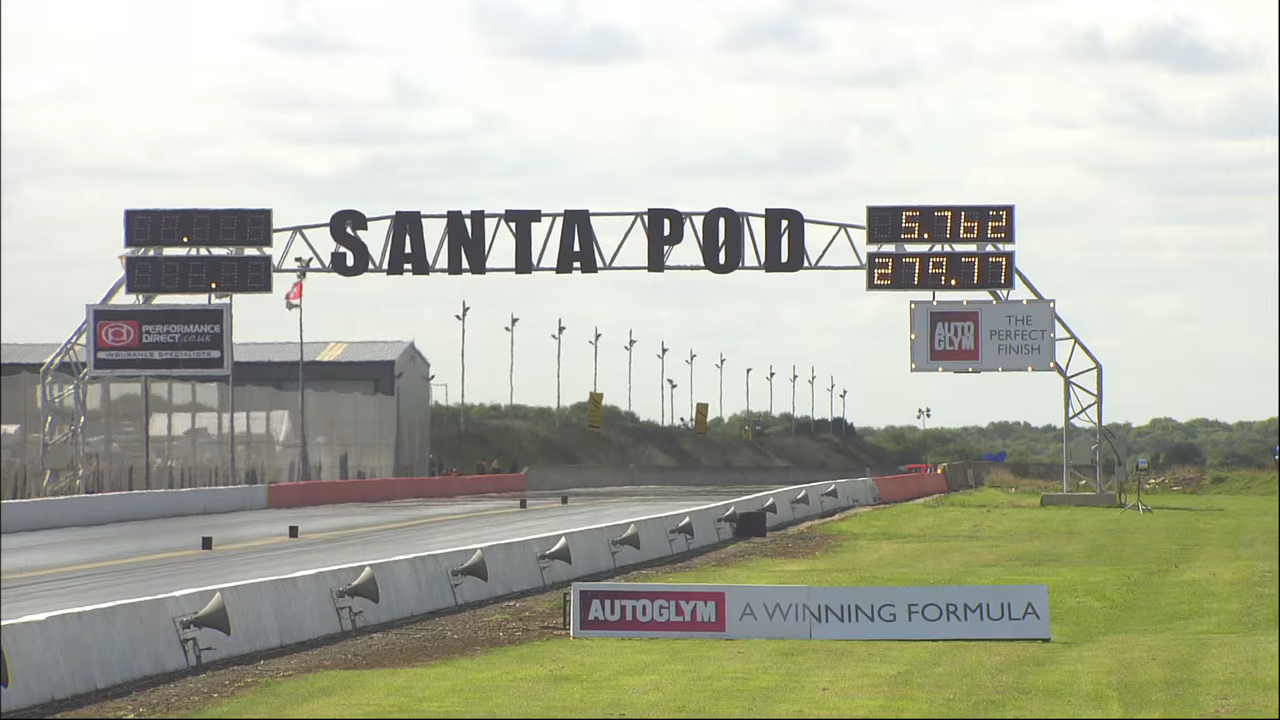 SANTA POD
5.762
279.77
PERFORMANCE
DIRECT.co.uk
INSURANCE SPECIALISTS
AUTO
GLYM
THE
PERFECT
FINISH
AUTOGLYM A WINNING FORMULA